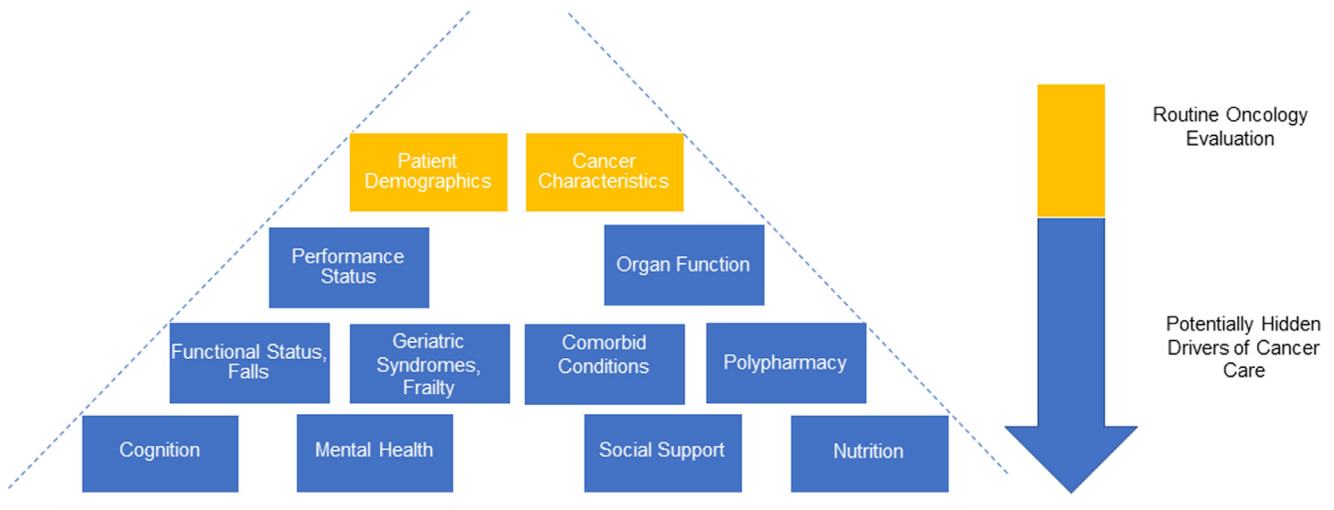 Patient
Demographics
Cancer
Characteristics
Routine Oncology
Evaluation
Performance
Status
Organ Function
Functional Status,
Falls
Geriatric
Syndromes,
Frailty
Comorbid
Conditions
Polypharmacy
Potentially Hidden
Drivers of Cancer
Care
Cognition
Mental Health
Social Support
Nutrition